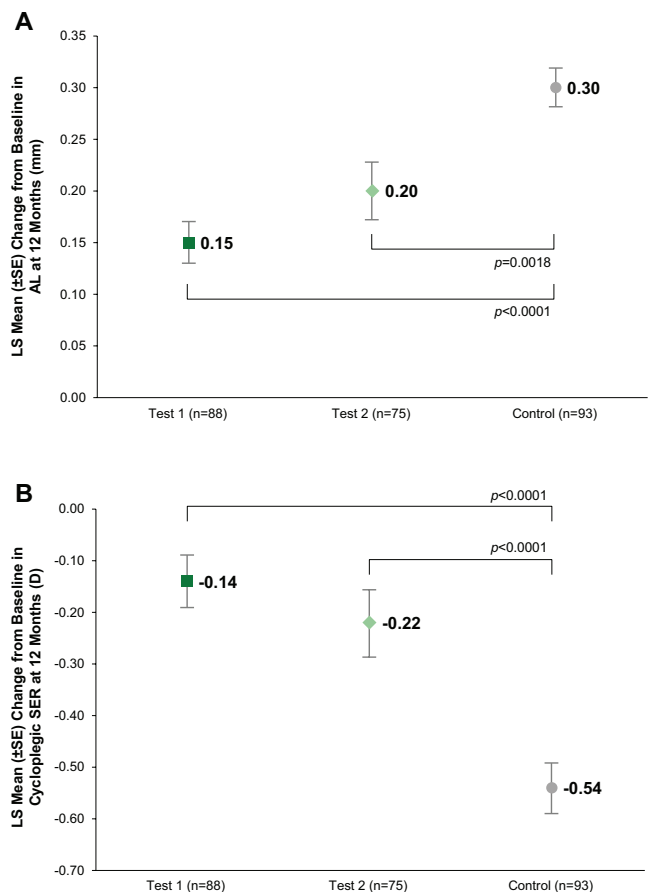 A
LS Mean (±SE) Change from Baseline in
AL at 12 Months (mm)
0.35
0.30
0.25
0.20
0.15
0.10
0.05
0.00
0.15
0.20
0.30
p=0.0018
p<0.0001
Test 1 (n=88)
Test 2 (n=75)
Control (n=93)
B
LS Mean (±SE) Change from Baseline in
Cycloplegic SER at 12 Months (D)
0.00
-0.10
-0.20
-0.30
-0.40
-0.50
-0.60
-0.70
p<0.0001
p<0.0001
-0.14
-0.22
-0.54
Test 1 (n=88)
Test 2 (n=75)
Control (n=93)